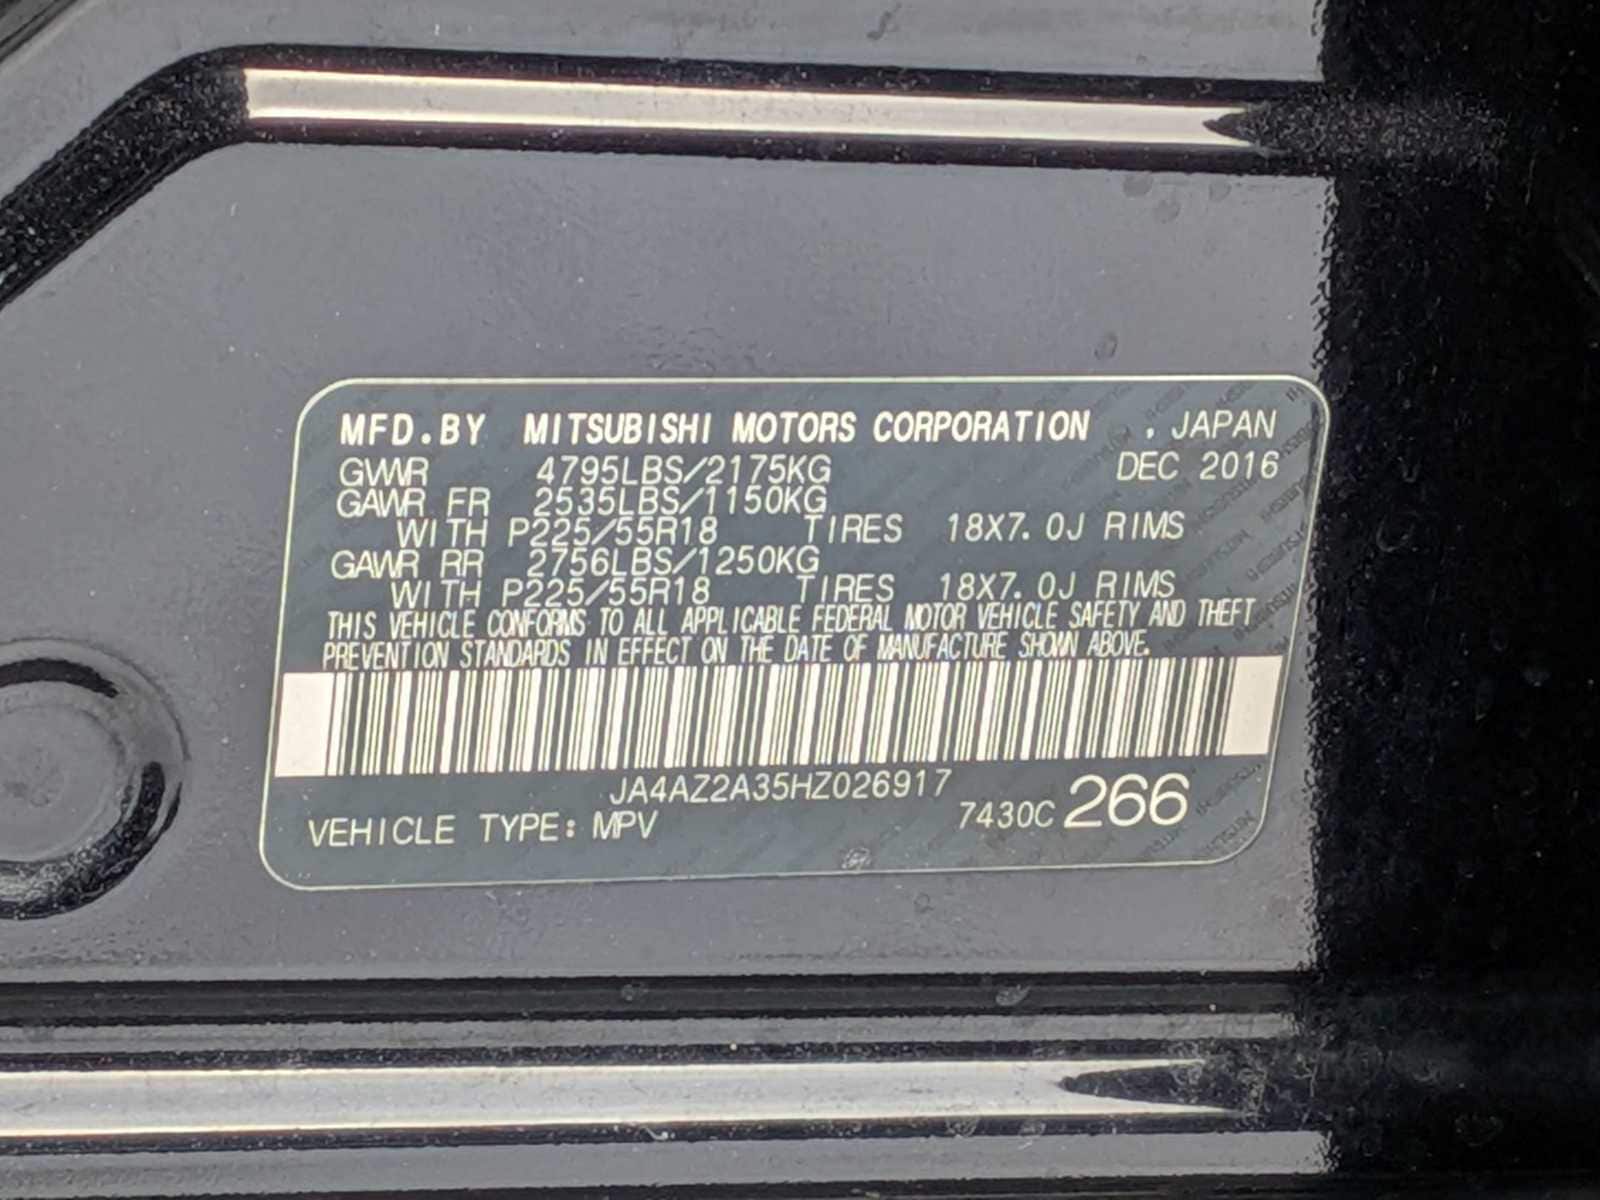 MFD.BY MITSUBISHI MOTORS CORPORATION , JAPAN
GVWR 4795LBS/2175KG DEC 2016
GAWR FR 2535LBS/1150KG
WITH P225/55R18 TIRES 18X7.0J RIMS
GAWR RR 2756LBS/1250KG
WITH P225/55R18 TIRES 18X7.0J RIMS
THIS VEHICLE CONFORMS TO ALL APPLICABLE FEDERAL MOTOR VEHICLE SAFETY AND THEFT
PREVENTION STANDARDS IN EFFECT ON THE DATE OF MANUFACTURE SHOWN ABOVE.
JA4AZ2A35HZ026917
VEHICLE TYPE: MPV 7430C 266